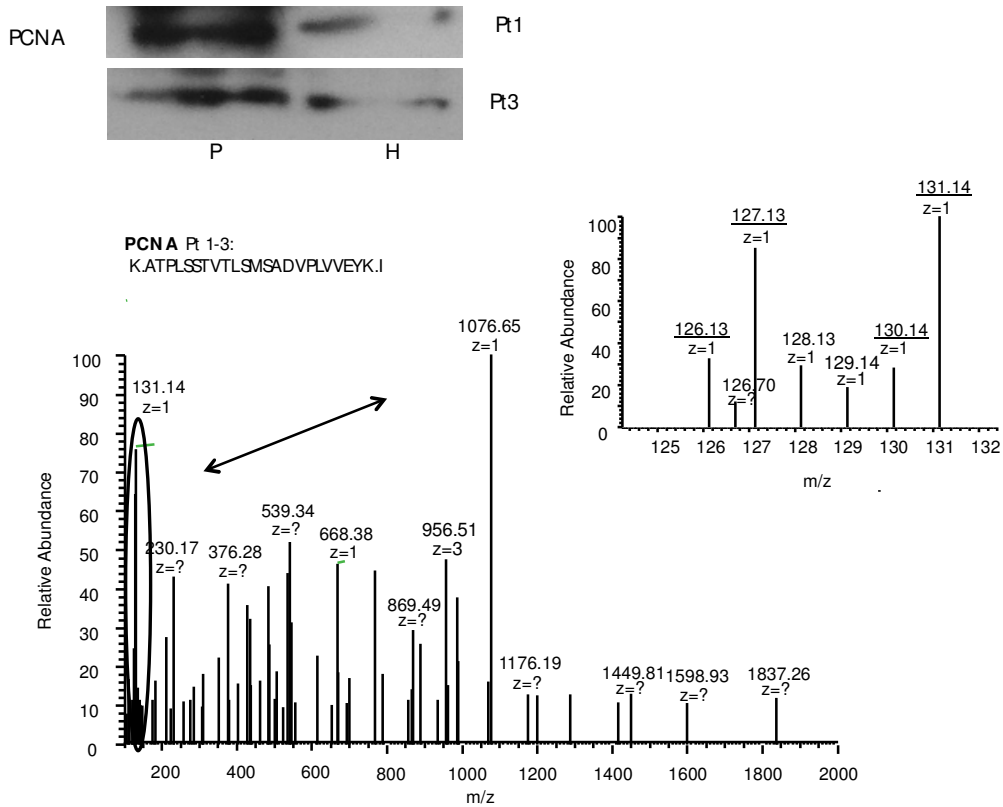 PCNA
Pt1
Pt3
P H
PCNA Pt 1-3:
K.ATPLSSTVTLSMSADVPLVVEYK.I
Relative Abundance
100
90
80
70
60
50
40
30
20
10
0
131.14
z=1
230.17
z=?
376.28
z=?
539.34
z=?
668.38
z=1
869.49
z=?
956.51
z=3
1076.65
z=1
1176.19
z=?
1449.81
z=?
1598.93
z=?
1837.26
z=?
200 400 600 800 1000 1200 1400 1600 1800 2000
m/z
Relative Abundance
100
80
60
40
20
0
126.13
z=1
126.70
z=?
127.13
z=1
128.13
z=1
129.14
z=1
130.14
z=1
131.14
z=1
125 126 127 128 129 130 131 132
m/z